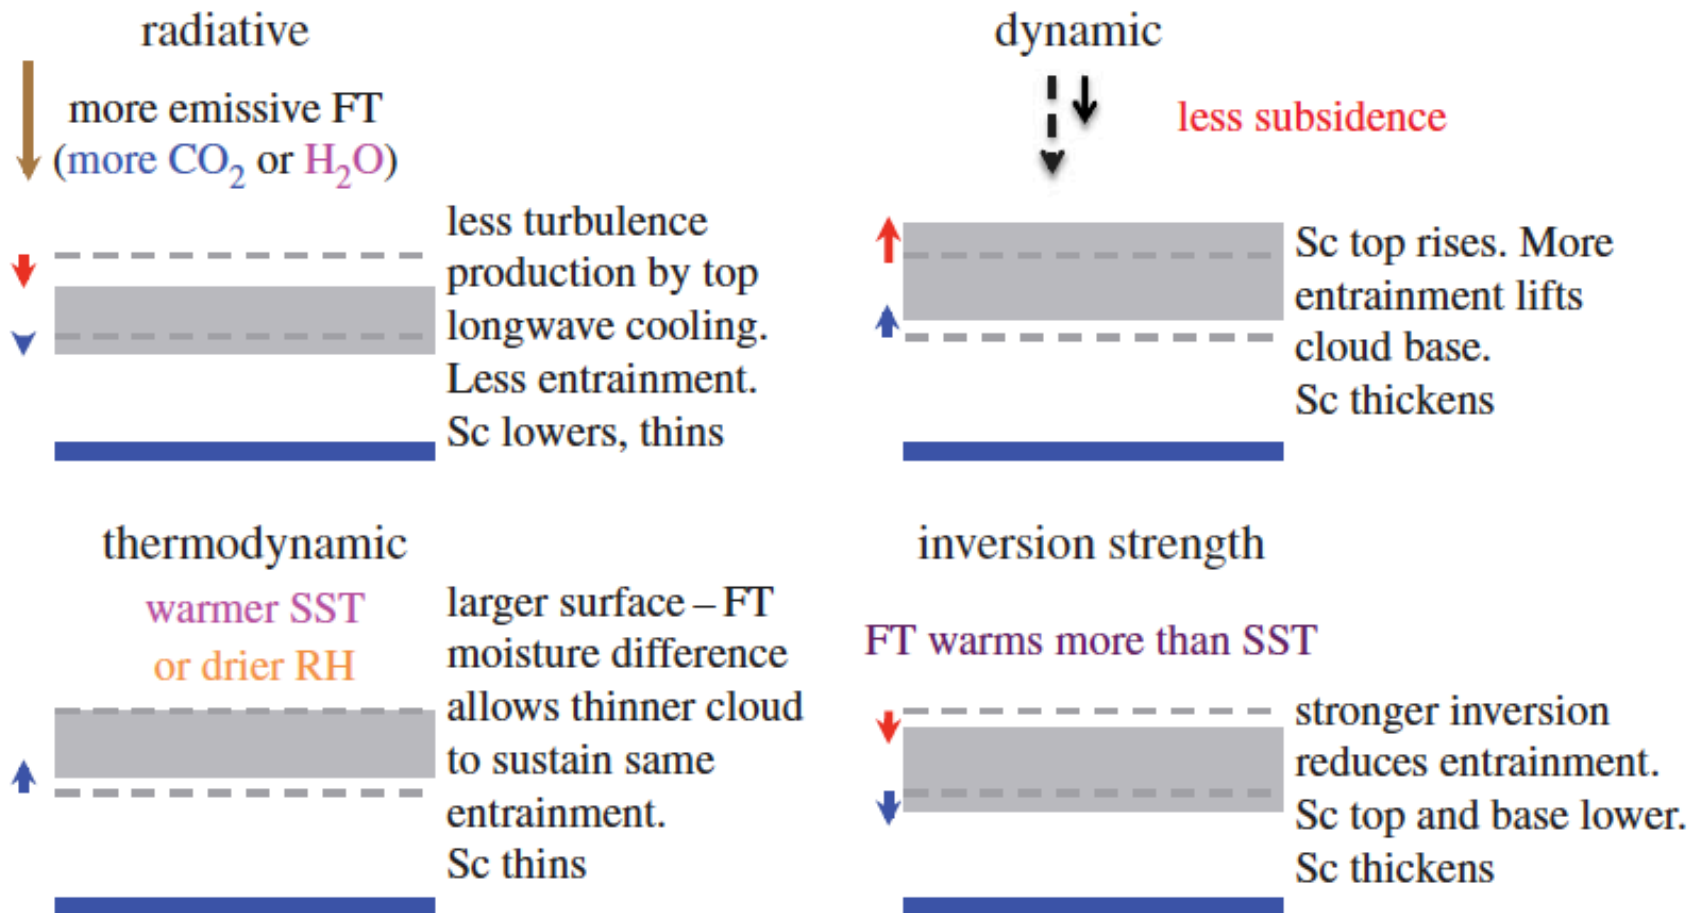 radiative
more emissive FT
(more CO₂ or H₂O)
less turbulence
production by top
longwave cooling.
Less entrainment.
Sc lowers, thins
dynamic
less subsidence
Sc top rises. More
entrainment lifts
cloud base.
Sc thickens
thermodynamic
warmer SST
or drier RH
larger surface – FT
moisture difference
allows thinner cloud
to sustain same
entrainment.
Sc thins
inversion strength
FT warms more than SST
stronger inversion
reduces entrainment.
Sc top and base lower.
Sc thickens